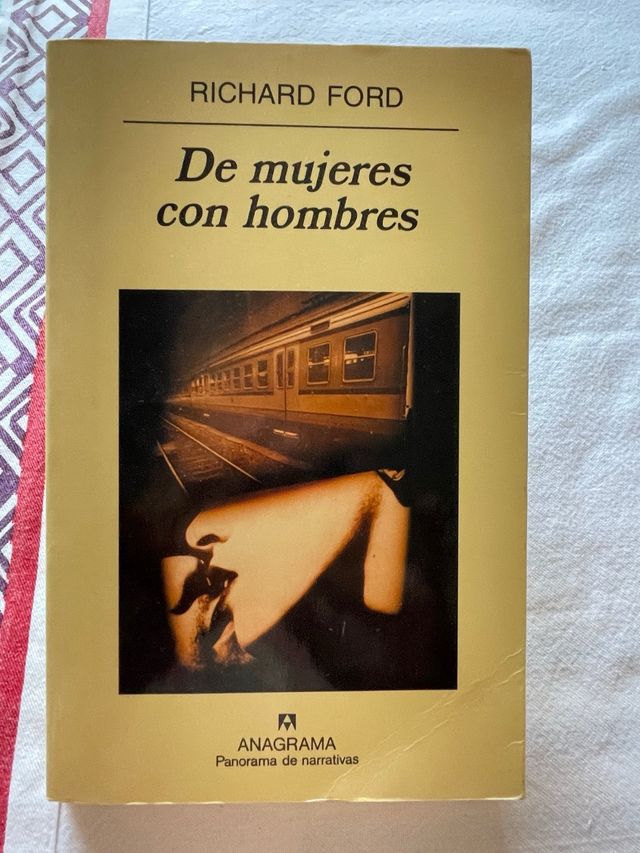 RICHARD FORD
De mujeres
con hombres
ANAGRAMA
Panorama de narrativas